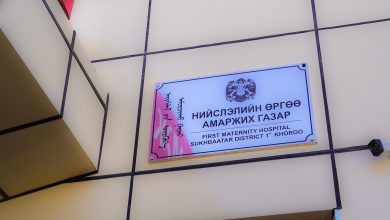 НИЙСЛЭЛИЙН ӨРГӨӨ
АМАРЖИХ ГАЗАР
FIRST MATERNITY HOSPITAL
SUKHBAATAR DISTRICT 1ˢᵗ KHOROO